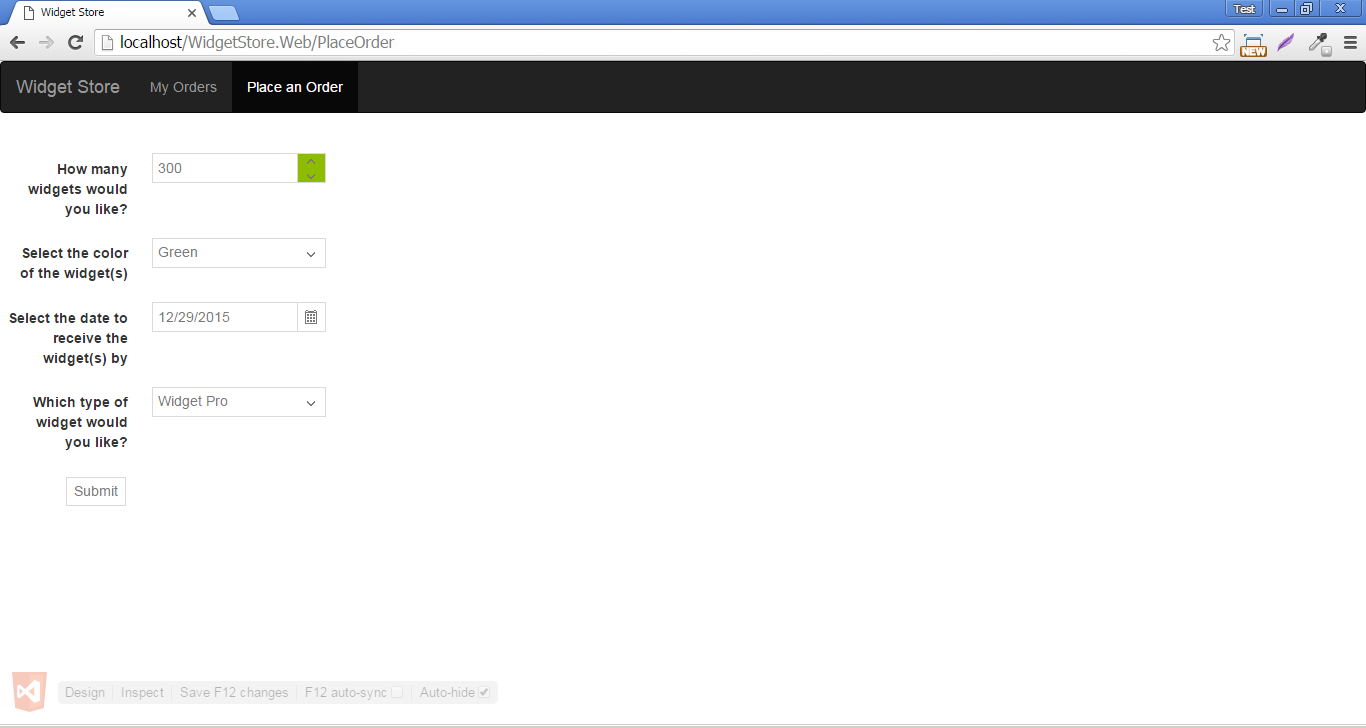 Widget Store
Test
localhost/WidgetStore.Web/PlaceOrder
NEW
Widget Store My Orders Place an Order
How many
widgets would
you like?
300
Select the color
of the widget(s)
Green
Select the date to
receive the
widget(s) by
12/29/2015
Which type of
widget would
you like?
Widget Pro
Submit
Design Inspect Save F12 changes F12 auto-sync Auto-hide